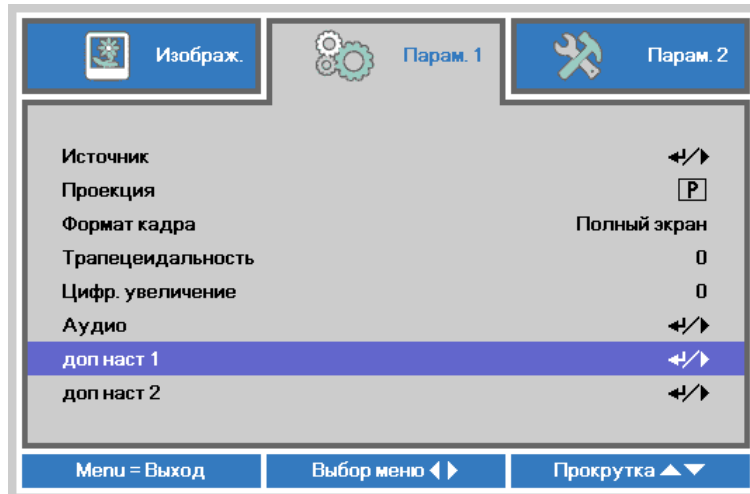 Изображ. Парам. 1 Парам. 2
Источник
Проекция P
Формат кадра Полный экран
Трапецеидальность 0
Цифр. увеличение 0
Аудио
доп наст 1
доп наст 2
Menu = Выход Выбор меню Прокрутка